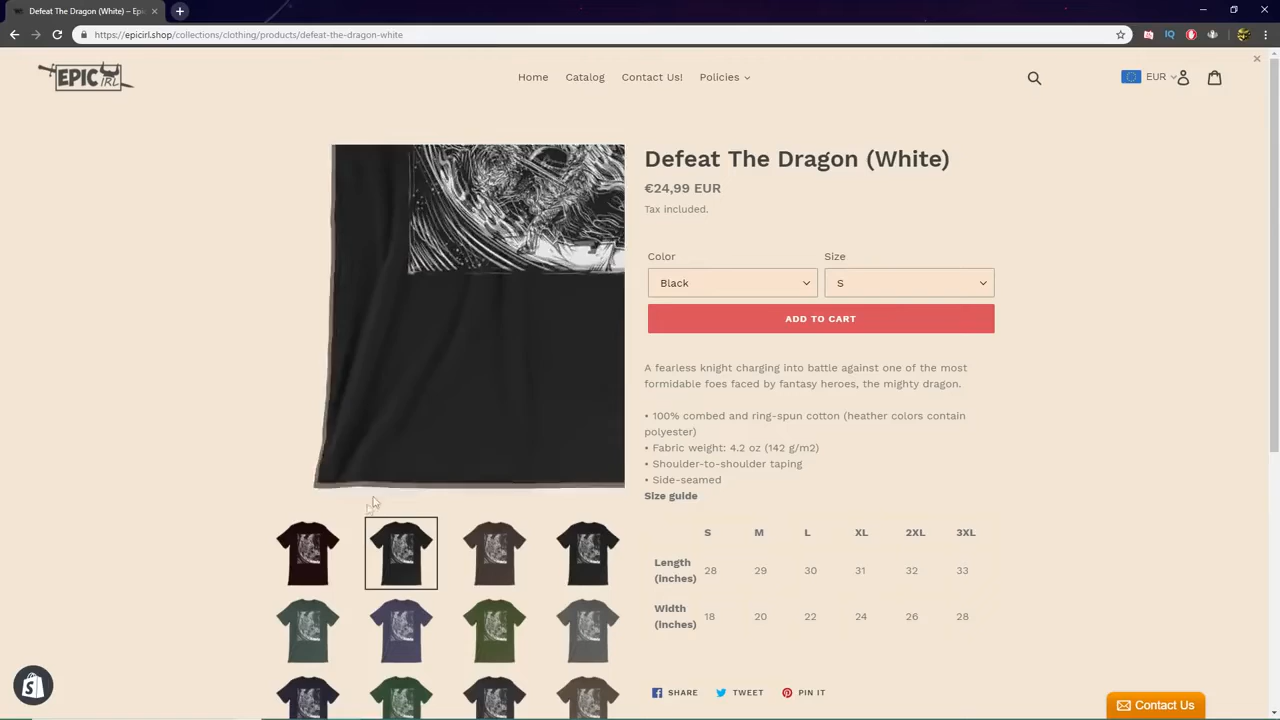 Defeat The Dragon (White) – Epic
https://epicirl.shop/collections/clothing/products/defeat-the-dragon-white
EPIC IRL
Home
Catalog
Contact Us!
Policies
EUR
Defeat The Dragon (White)
€24,99 EUR
Tax included.
Color
Size
Black
S
ADD TO CART
A fearless knight charging into battle against one of the most
formidable foes faced by fantasy heroes, the mighty dragon.
• 100% combed and ring-spun cotton (heather colors contain
polyester)
• Fabric weight: 4.2 oz (142 g/m2)
• Shoulder-to-shoulder taping
• Side-seamed
Size guide
S M L XL 2XL 3XL
Length
(inches)
28 29 30 31 32 33
Width
(inches)
18 20 22 24 26 28
SHARE
TWEET
PIN IT
Contact Us